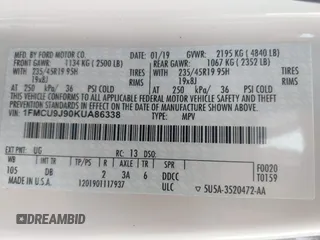 MFD. BY FORD MOTOR CO.
DATE: 01/19 GVWR: 2195 KG ( 4840 LB)
FRONT GAWR: 1134 KG ( 2500 LB) REAR GAWR: 1067 KG ( 2352 LB)
WITH 235/45R19 95H TIRES WITH 235/45R19 95H TIRES
19x8J RIMS 19x8J RIMS
AT 250 kPa/ 36 PSI COLD AT 250 kPa/ 36 PSI COLD
THIS VEHICLE CONFORMS TO ALL APPLICABLE FEDERAL MOTOR VEHICLE SAFETY AND THEFT PREVENTION STANDARDS IN EFFECT ON THE DATE OF MANUFACTURE SHOWN ABOVE.
VIN: 1FMCU9J90KUA86338
TYPE: MPV
EXT PNT: UG RC: 13 DSO:
WB INT TR TP/PS R AXLE TR SPR F0020
105 DB 2 3A 6 DDCC T0159
MADE IN U.S.A. 1201901117937 ULC 5U5A-3520472-AA
DREAMBID